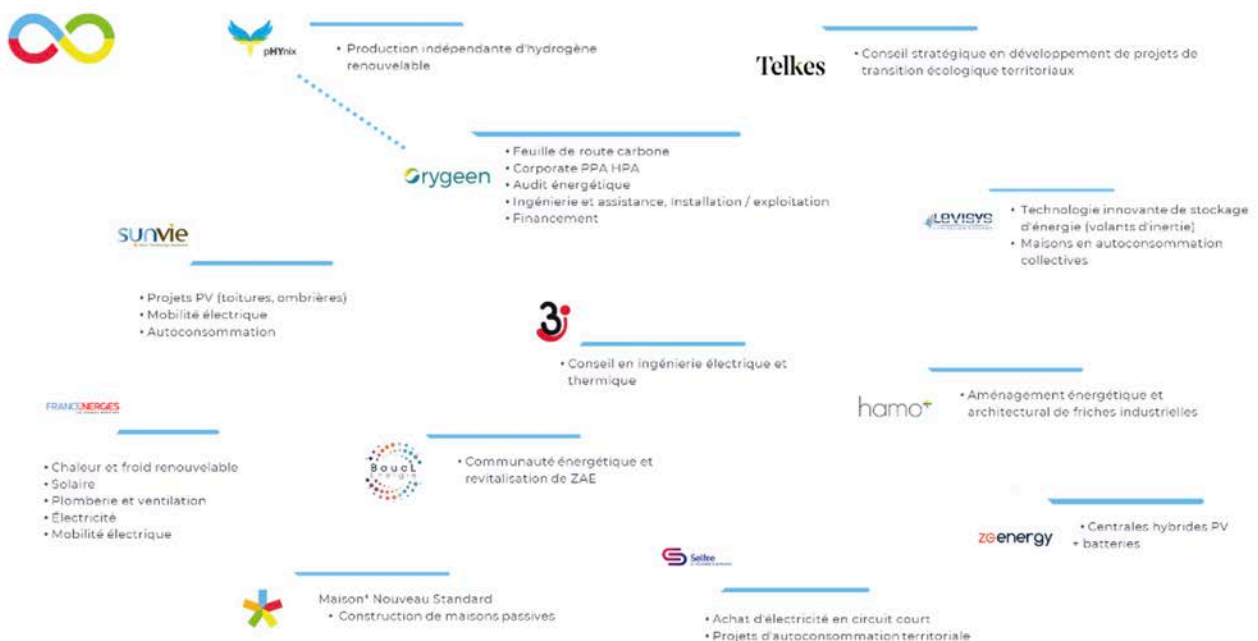 pHYnix
• Production indépendante d'hydrogène
renouvelable
Telkes
• Conseil stratégique en développement de projets de
transition écologique territoriaux
Orygeen
• Feuille de route carbone
• Corporate PPA HPA
• Audit énergétique
• Ingénierie et assistance, Installation / exploitation
• Financement
LEVISYS
• Technologie innovante de stockage
d'énergie (volants d'inertie)
• Maisons en autoconsommation
collectives
sunvie
• Projets PV (toitures, ombrières)
• Mobilité électrique
• Autoconsommation
3i
• Conseil en ingénierie électrique et
thermique
hamo+
• Aménagement énergétique et
architectural de friches industrielles
FRANCENERGIES
• Chaleur et froid renouvelable
• Solaire
• Plomberie et ventilation
• Électricité
• Mobilité électrique
BoucL
Energie
• Communauté énergétique et
revitalisation de ZAE
zeenergy
• Centrales hybrides PV
+ batteries
Maison* Nouveau Standard
• Construction de maisons passives
Selfee
• Achat d'électricité en circuit court
• Projets d'autoconsommation territoriale